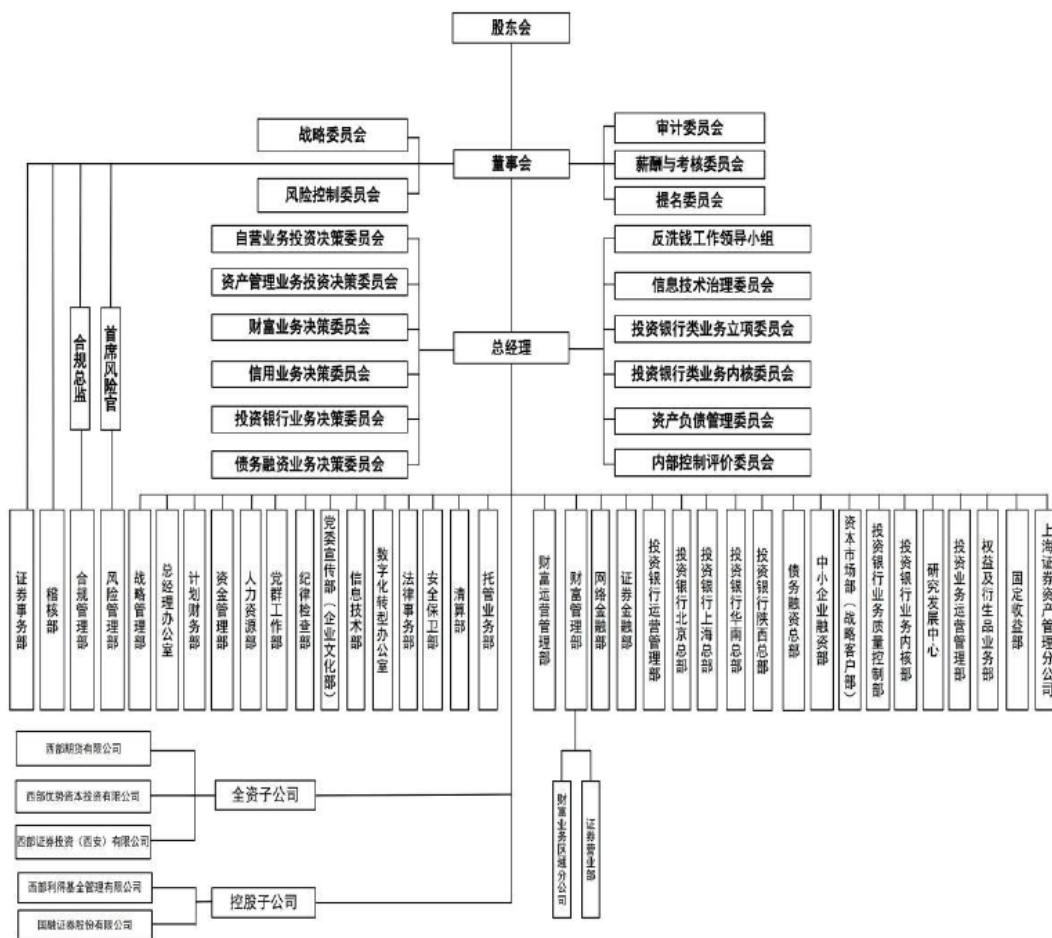 股东会
战略委员会
审计委员会
董事会
薪酬与考核委员会
风险控制委员会
提名委员会
自营业务投资决策委员会
反洗钱工作领导小组
资产管理业务投资决策委员会
信息技术治理委员会
财富业务决策委员会
投资银行类业务立项委员会
总经理
信用业务决策委员会
投资银行类业务内核委员会
投资银行业务决策委员会
资产负债管理委员会
债务融资业务决策委员会
内部控制评价委员会
合规总监
首席风险官
证券事务部
稽核部
合规管理部
风险管理部
战略管理部
总经理办公室
计划财务部
资金管理部
人力资源部
党群工作部
纪律检查部
党委宣传部（企业文化部）
信息技术部
数字化转型办公室
法律事务部
安全保卫部
清算部
托管业务部
财富运营管理部
财富管理部
网络金融部
证券金融部
投资银行运营管理部
投资银行北京总部
投资银行上海总部
投资银行华南总部
投资银行陕西总部
债务融资总部
中小企业融资部
资本市场部（战略客户部）
投资银行业务质量控制部
投资银行业务内核部
研究发展中心
投资业务运营管理部
权益及衍生品业务部
固定收益部
上海证券资产管理分公司
西部期货有限公司
西部优势资本投资有限公司
全资子公司
西部证券投资（西安）有限公司
财富业务区域分公司
证券营业部
西部利得基金管理有限公司
控股子公司
国融证券股份有限公司